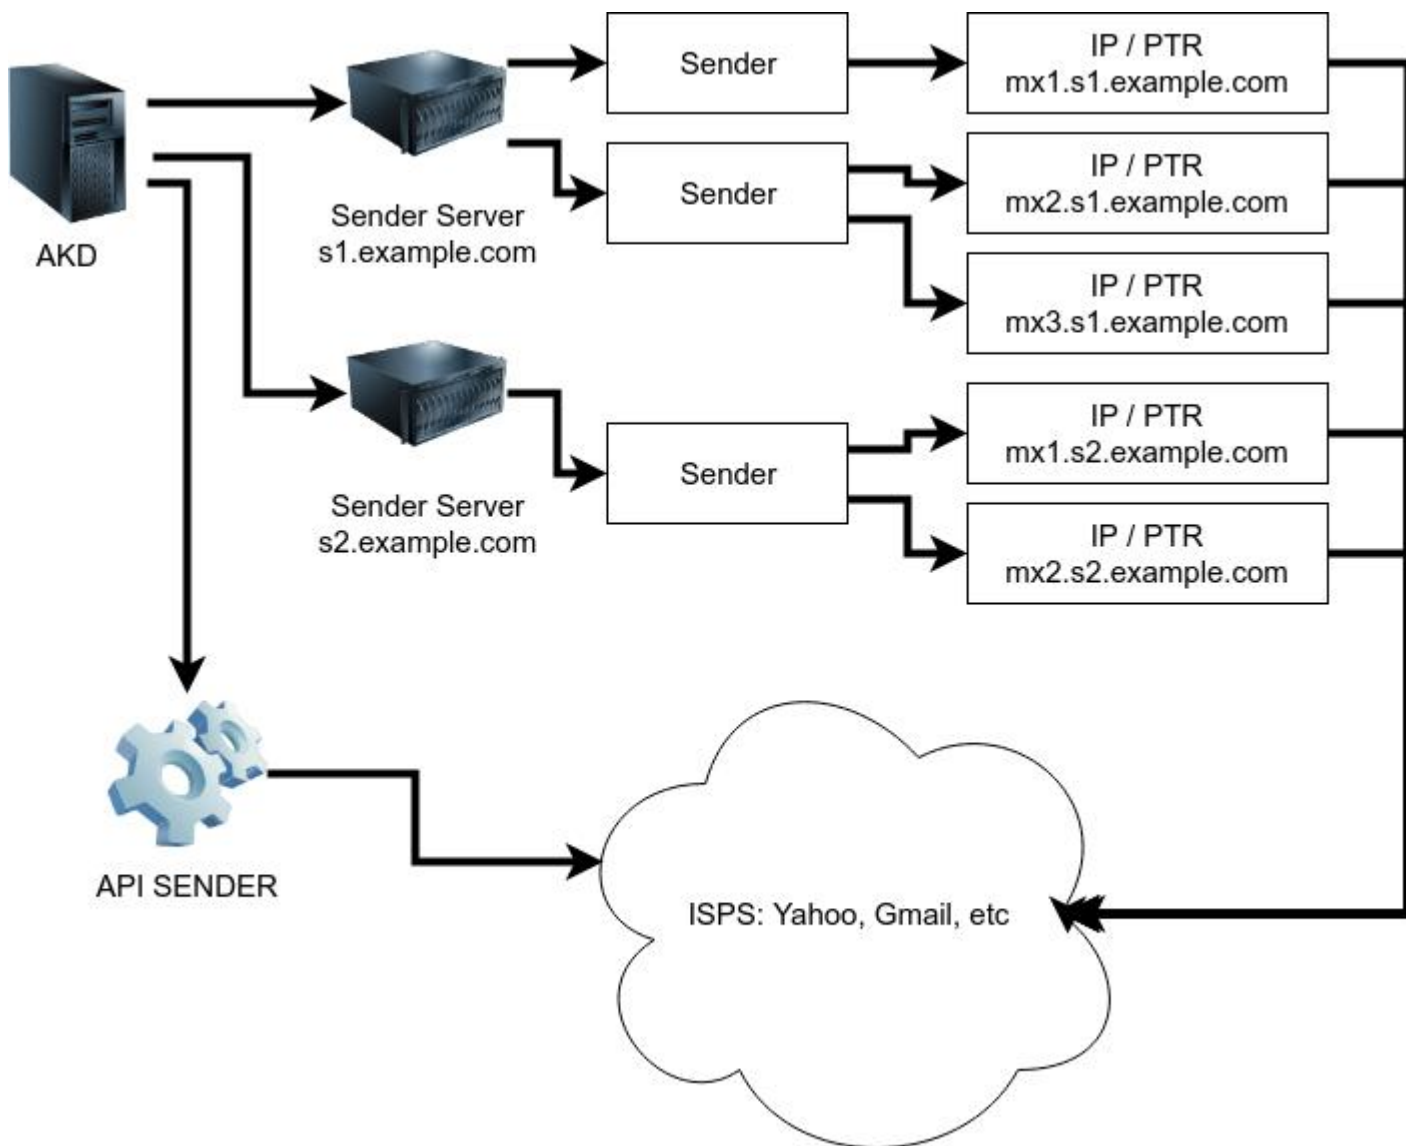 Sender
IP / PTR
mx1.s1.example.com
AKD
Sender Server
s1.example.com
Sender
IP / PTR
mx2.s1.example.com
IP / PTR
mx3.s1.example.com
Sender Server
s2.example.com
Sender
IP / PTR
mx1.s2.example.com
IP / PTR
mx2.s2.example.com
API SENDER
ISPS: Yahoo, Gmail, etc